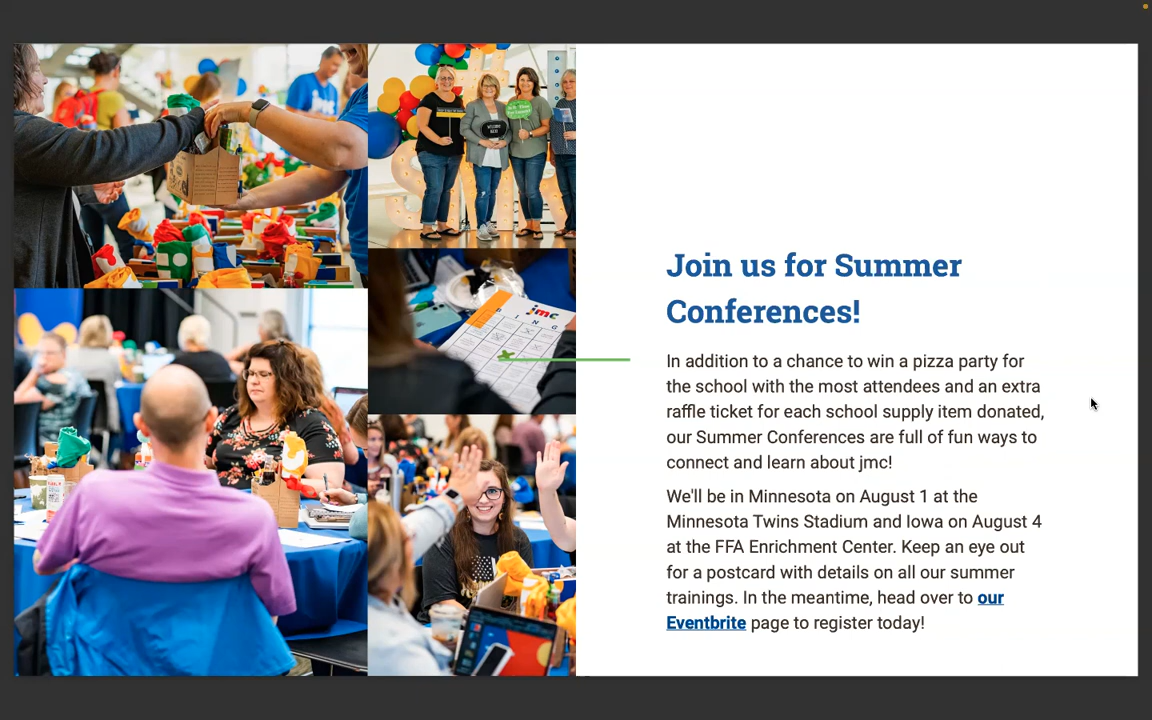 Join us for Summer
Conferences!
In addition to a chance to win a pizza party for
the school with the most attendees and an extra
raffle ticket for each school supply item donated,
our Summer Conferences are full of fun ways to
connect and learn about jmc!
We'll be in Minnesota on August 1 at the
Minnesota Twins Stadium and Iowa on August 4
at the FFA Enrichment Center. Keep an eye out
for a postcard with details on all our summer
trainings. In the meantime, head over to our
Eventbrite page to register today!
jmc
B I N G